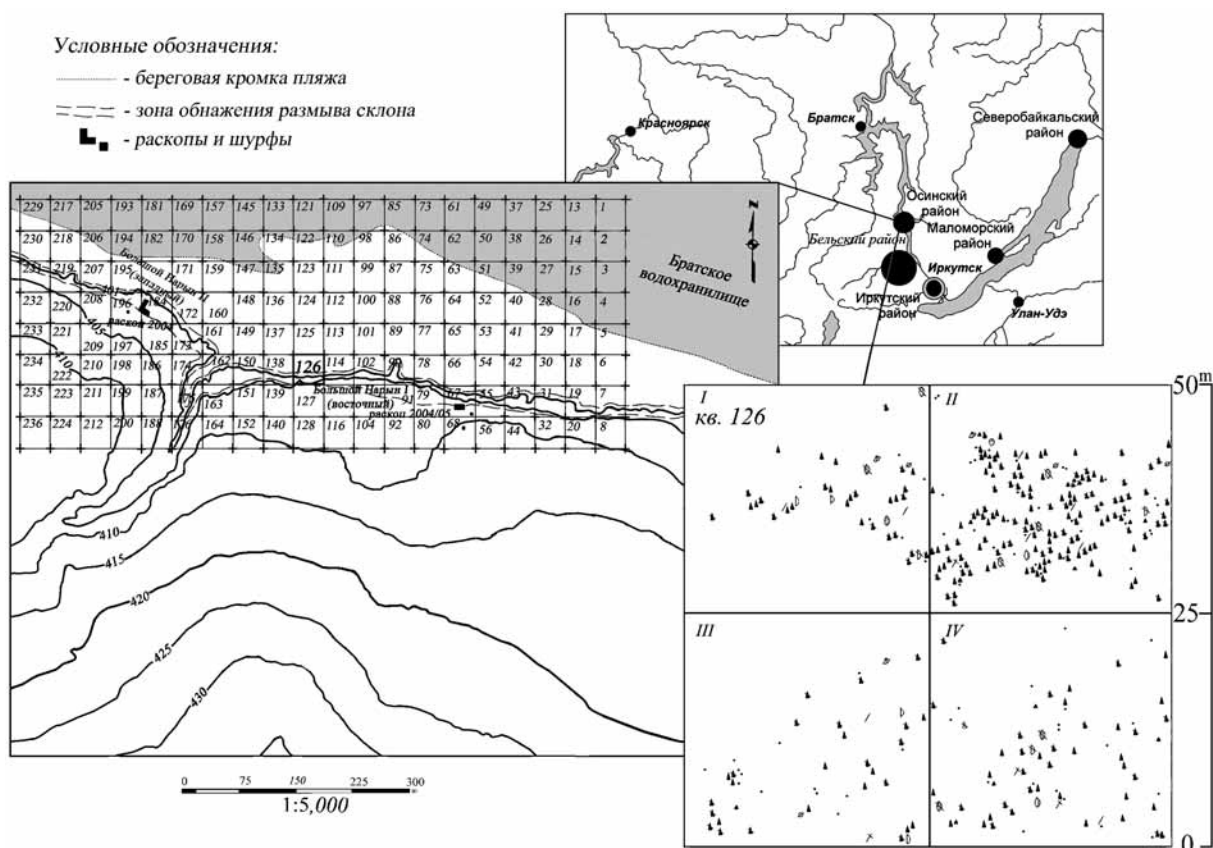 Условные обозначения:
- береговая кромка пляжа
- зона обнажения размыва склона
- раскопы и шурфы
Красноярск
Братск
Северобайкальский
район
Осинский
район
Бельский район
Маломорский
район
Иркутск
Иркутский
район
Улан-Удэ
229 217 205 193 181 169 157 145 133 121 109 97 85 73 61 49 37 25 13 1
230 218 206 194 182 170 158 146 134 122 110 98 86 74 62 50 38 26 14 2
231 219 207 195 171 159 147 135 123 111 99 87 75 63 51 39 27 15 3
232 220 208 196 184 172 160 148 136 124 112 100 88 76 64 52 40 28 16 4
233 221 209 197 185 173 161 149 137 125 113 101 89 77 65 53 41 29 17 5
234 222 210 198 186 174 162 150 138 126 114 102 90 78 66 54 42 30 18 6
235 223 211 199 187 163 151 139 127 91 79 67 55 43 31 19 7
236 224 212 200 188 176 164 152 140 128 116 104 92 80 68 56 44 32 20 8
Большой Нарын II
(западный)
раскоп 2004
Большой Нарын I
(восточный)
раскоп 2004/05
Братское
водохранилище
N
401
405
410
410
415
420
425
430
0 75 150 225 300
1:5,000
I
кв. 126
II
III
IV
50 m
25
0